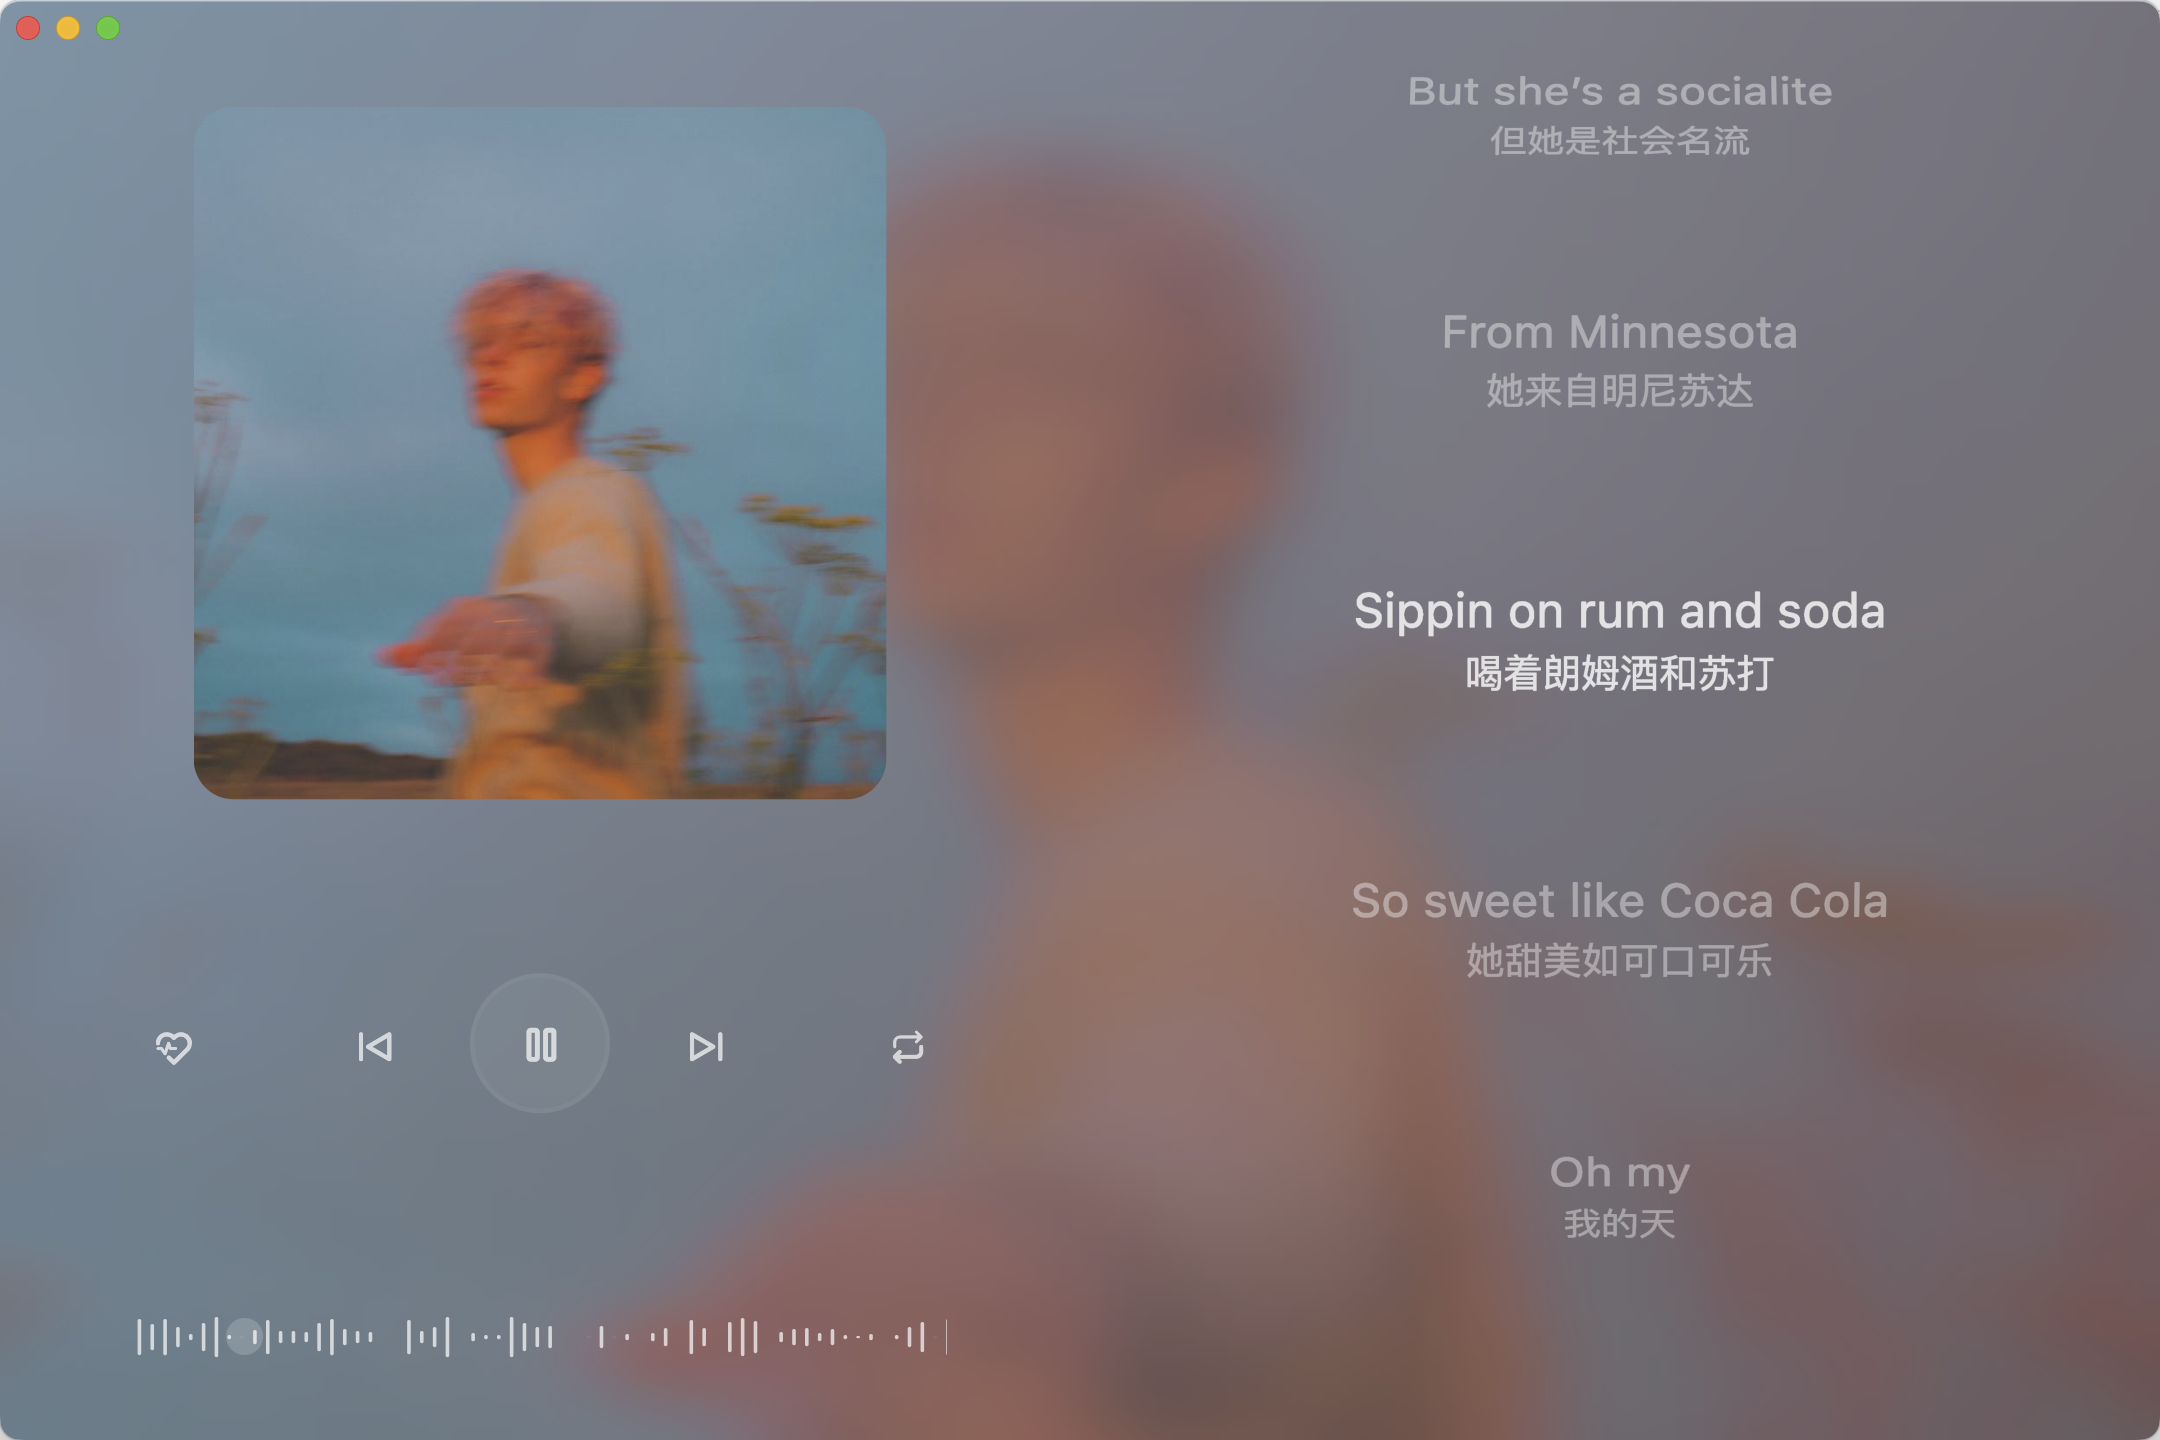 But she's a socialite
但她是社会名流
From Minnesota
她来自明尼苏达
Sippin on rum and soda
喝着朗姆酒和苏打
So sweet like Coca Cola
她甜美如可口可乐
Oh my
我的天